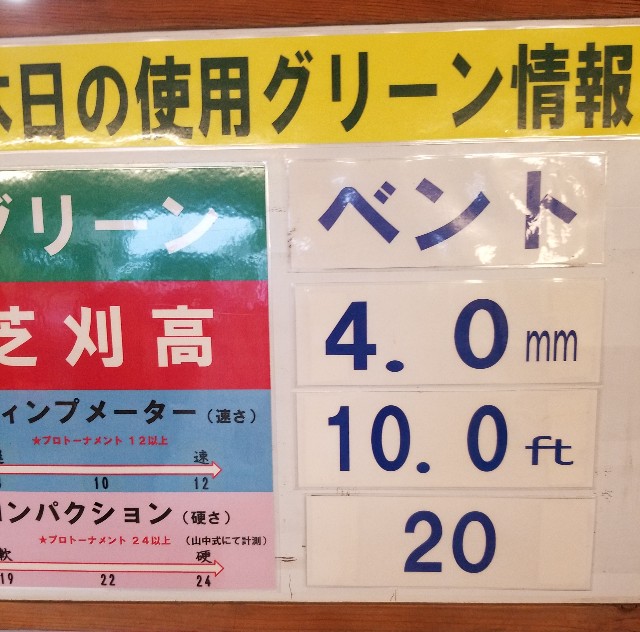 本日の使用グリーン情報
グリーン ベント
芝刈高 4.0mm
ィンプメーター（速さ） 10.0ft
★プロトーナメント１２以上
速
10 12
ンパクション（硬さ） 20
★プロトーナメント２４以上 （山中式にて計測）
軟 硬
19 22 24